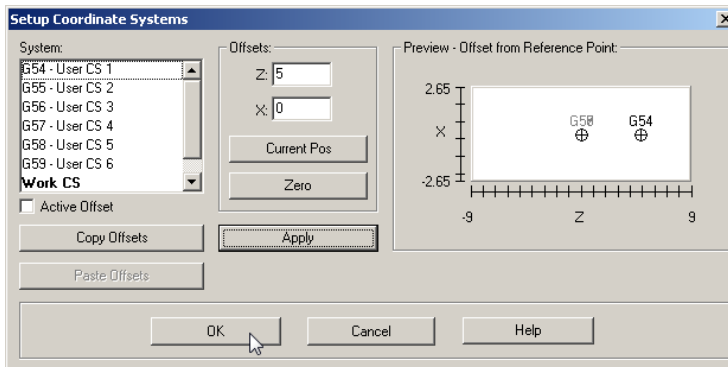 Setup Coordinate Systems
System:
G54 - User CS 1
G55 - User CS 2
G56 - User CS 3
G57 - User CS 4
G58 - User CS 5
G59 - User CS 6
Work CS
Active Offset
Copy Offsets
Paste Offsets
Offsets:
Z: 5
X: 0
Current Pos
Zero
Apply
Preview - Offset from Reference Point:
2.65
X
-2.65
G54
-9
Z
9
OK
Cancel
Help